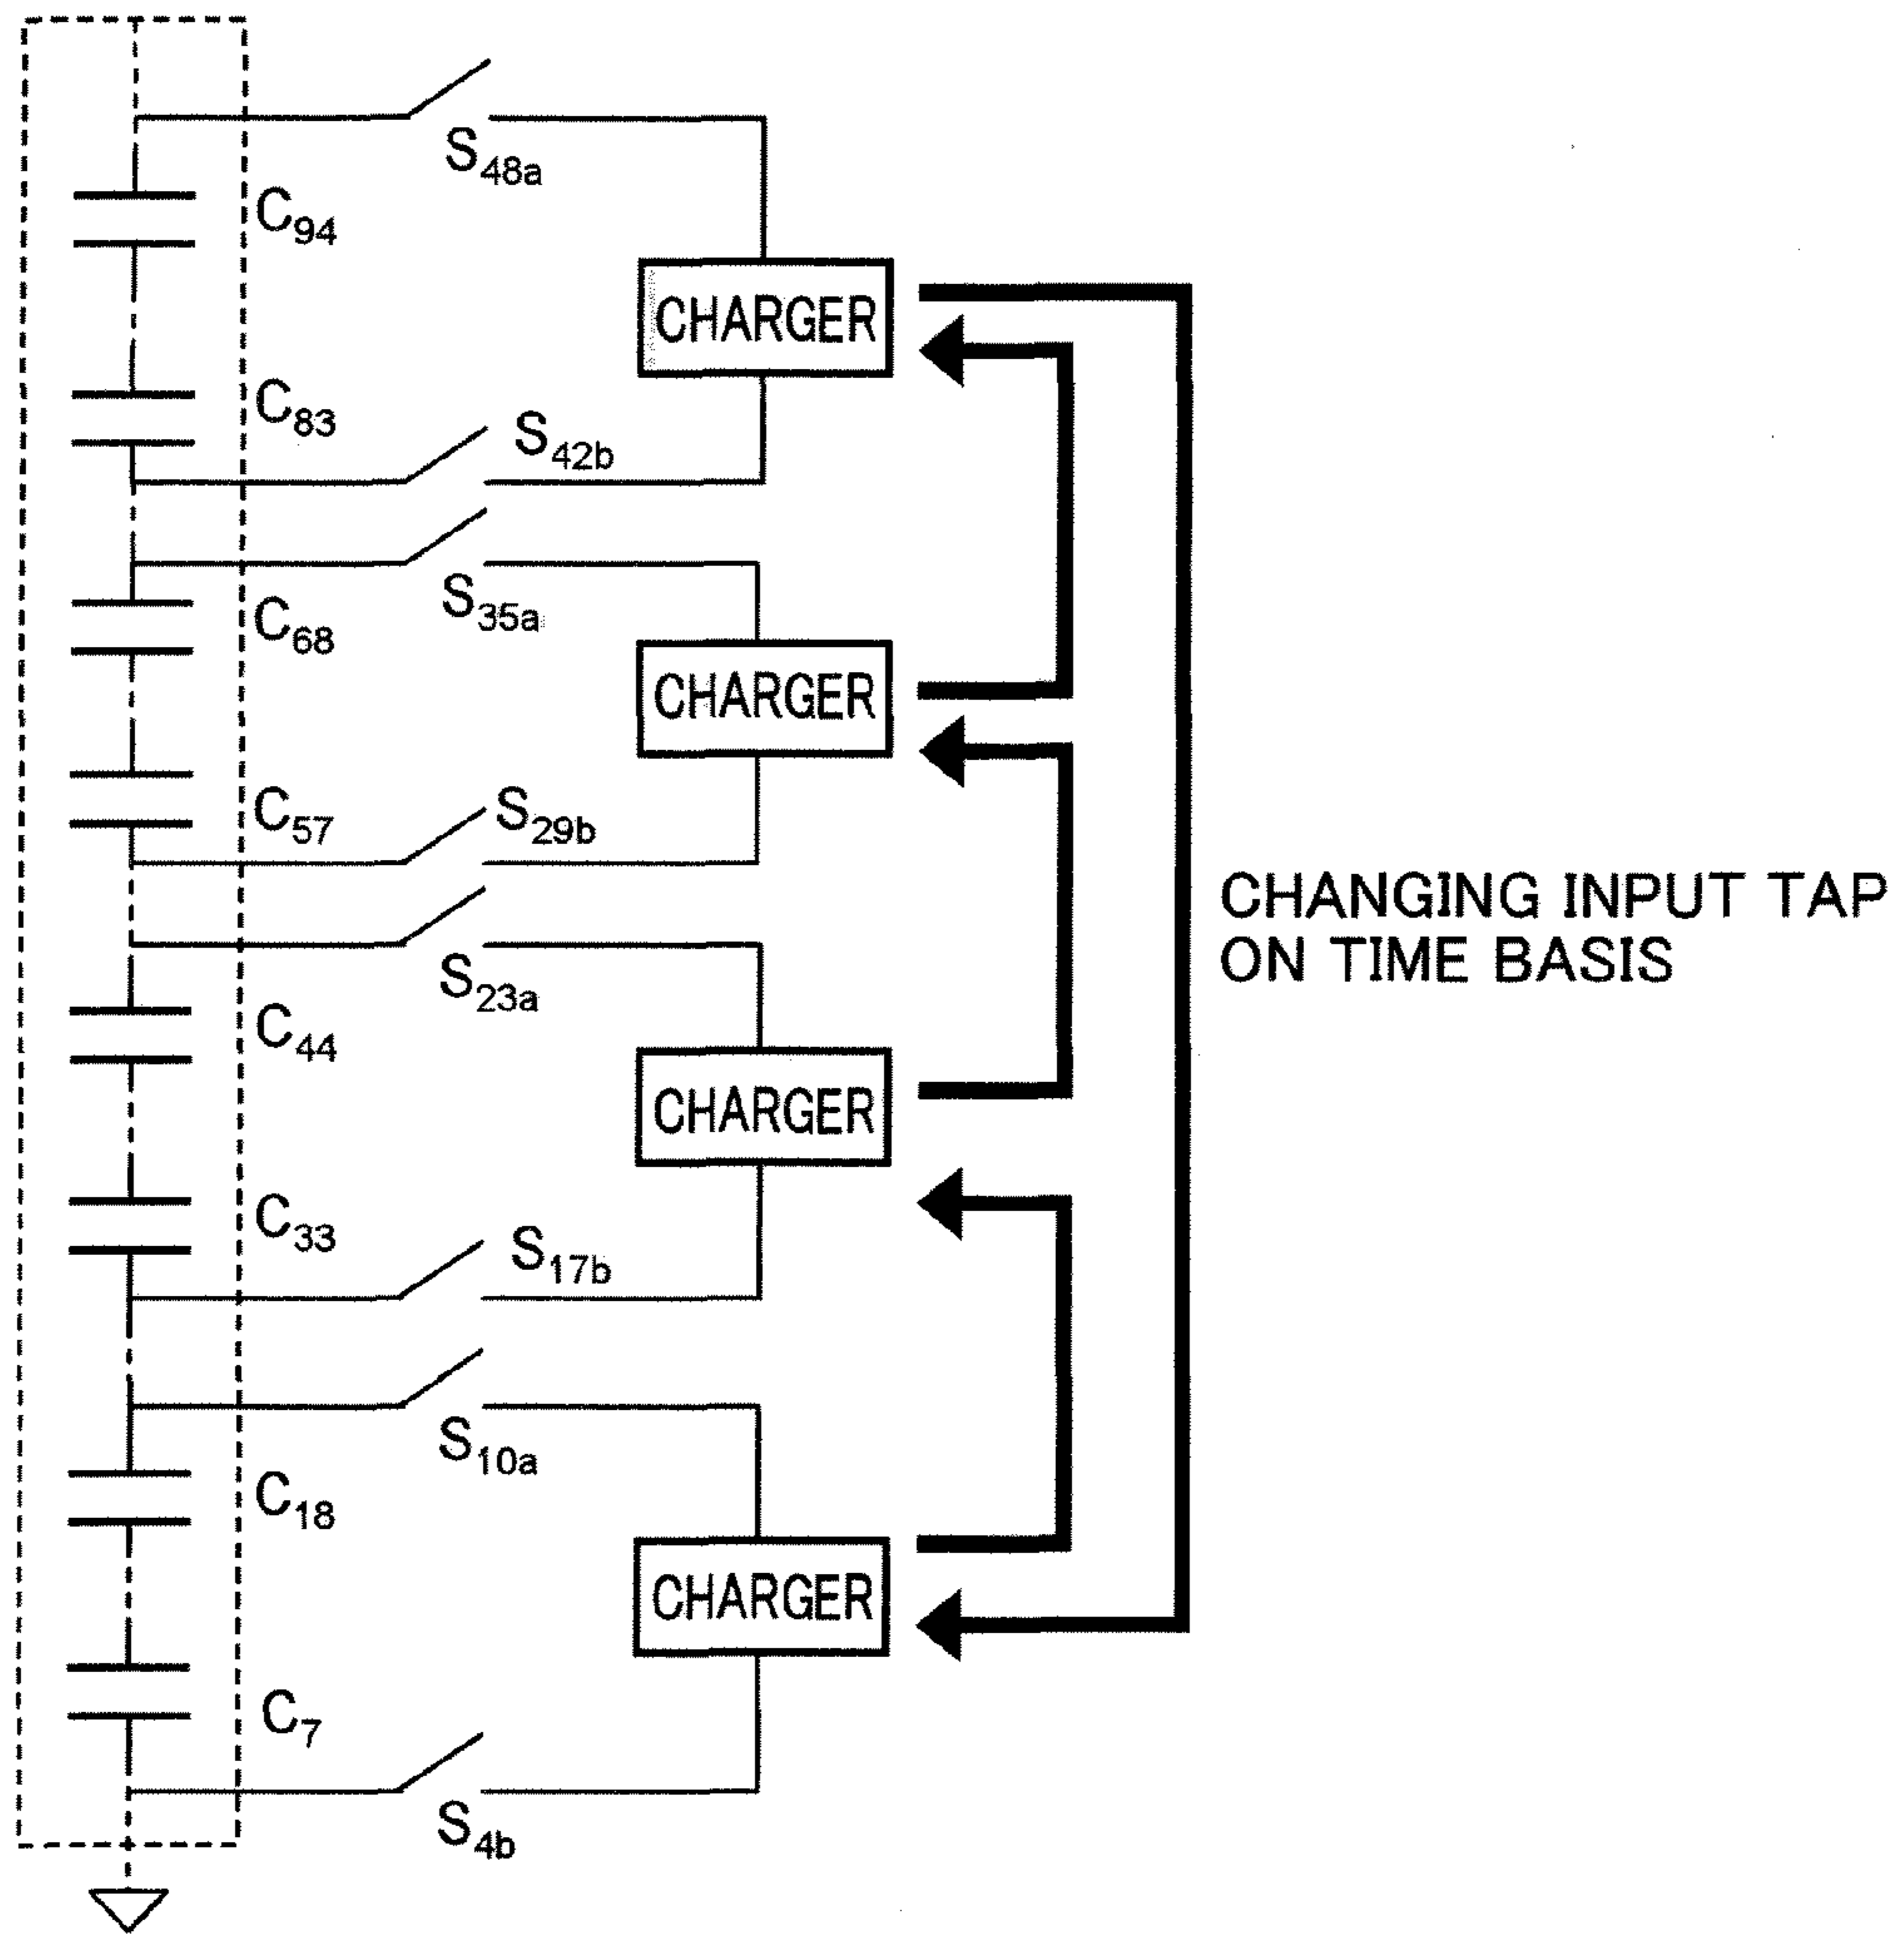 S48a
C94
CHARGER
C83
S42b
S35a
C68
CHARGER
C57
S29b
CHANGING INPUT TAP
ON TIME BASIS
S23a
C44
CHARGER
C33
S17b
S10a
C18
CHARGER
C7
S4b